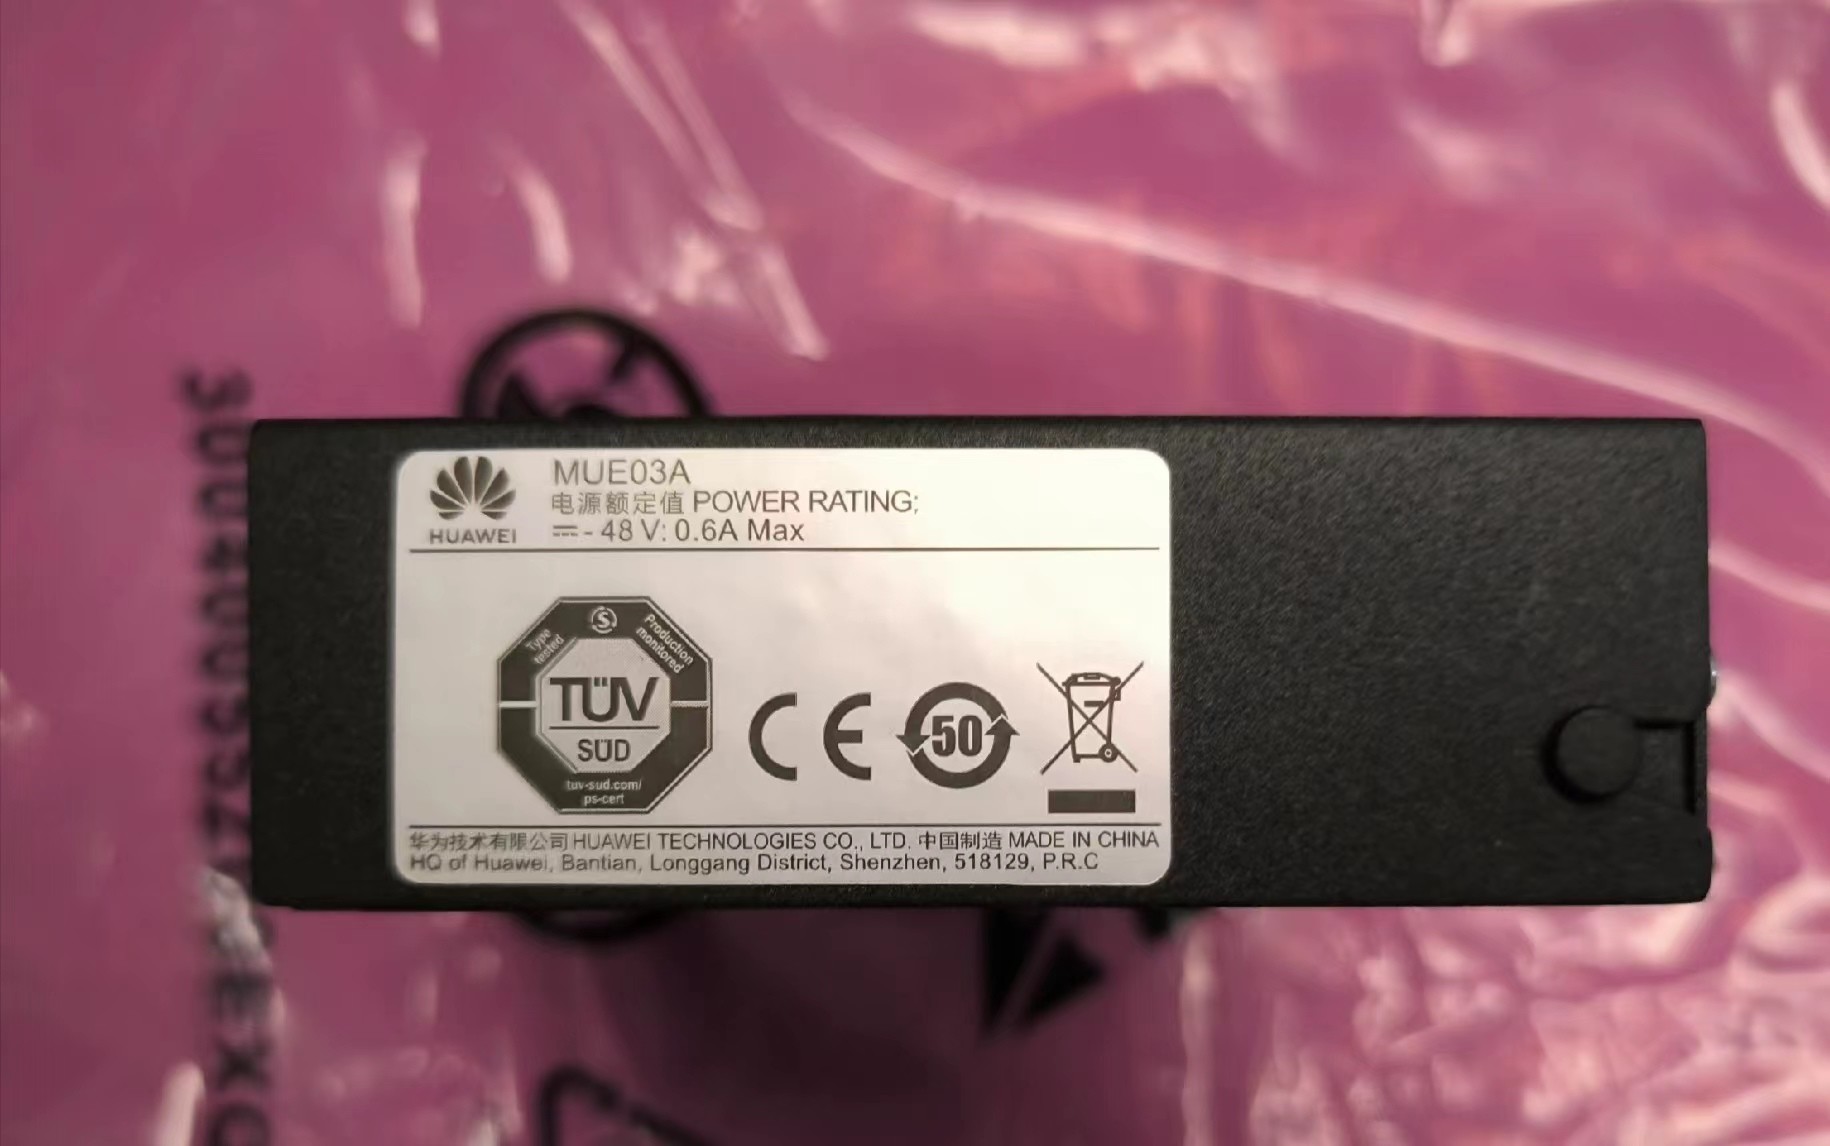 MUE03A
电源额定值 POWER RATING;
⎓ - 48 V: 0.6A Max
HUAWEI
Type tested
S
Production monitored
TÜV
SÜD
tuv-sud.com/
ps-cert
CE
50
华为技术有限公司 HUAWEI TECHNOLOGIES CO., LTD. 中国制造 MADE IN CHINA
HQ of Huawei, Bantian, Longgang District, Shenzhen, 518129, P.R.C